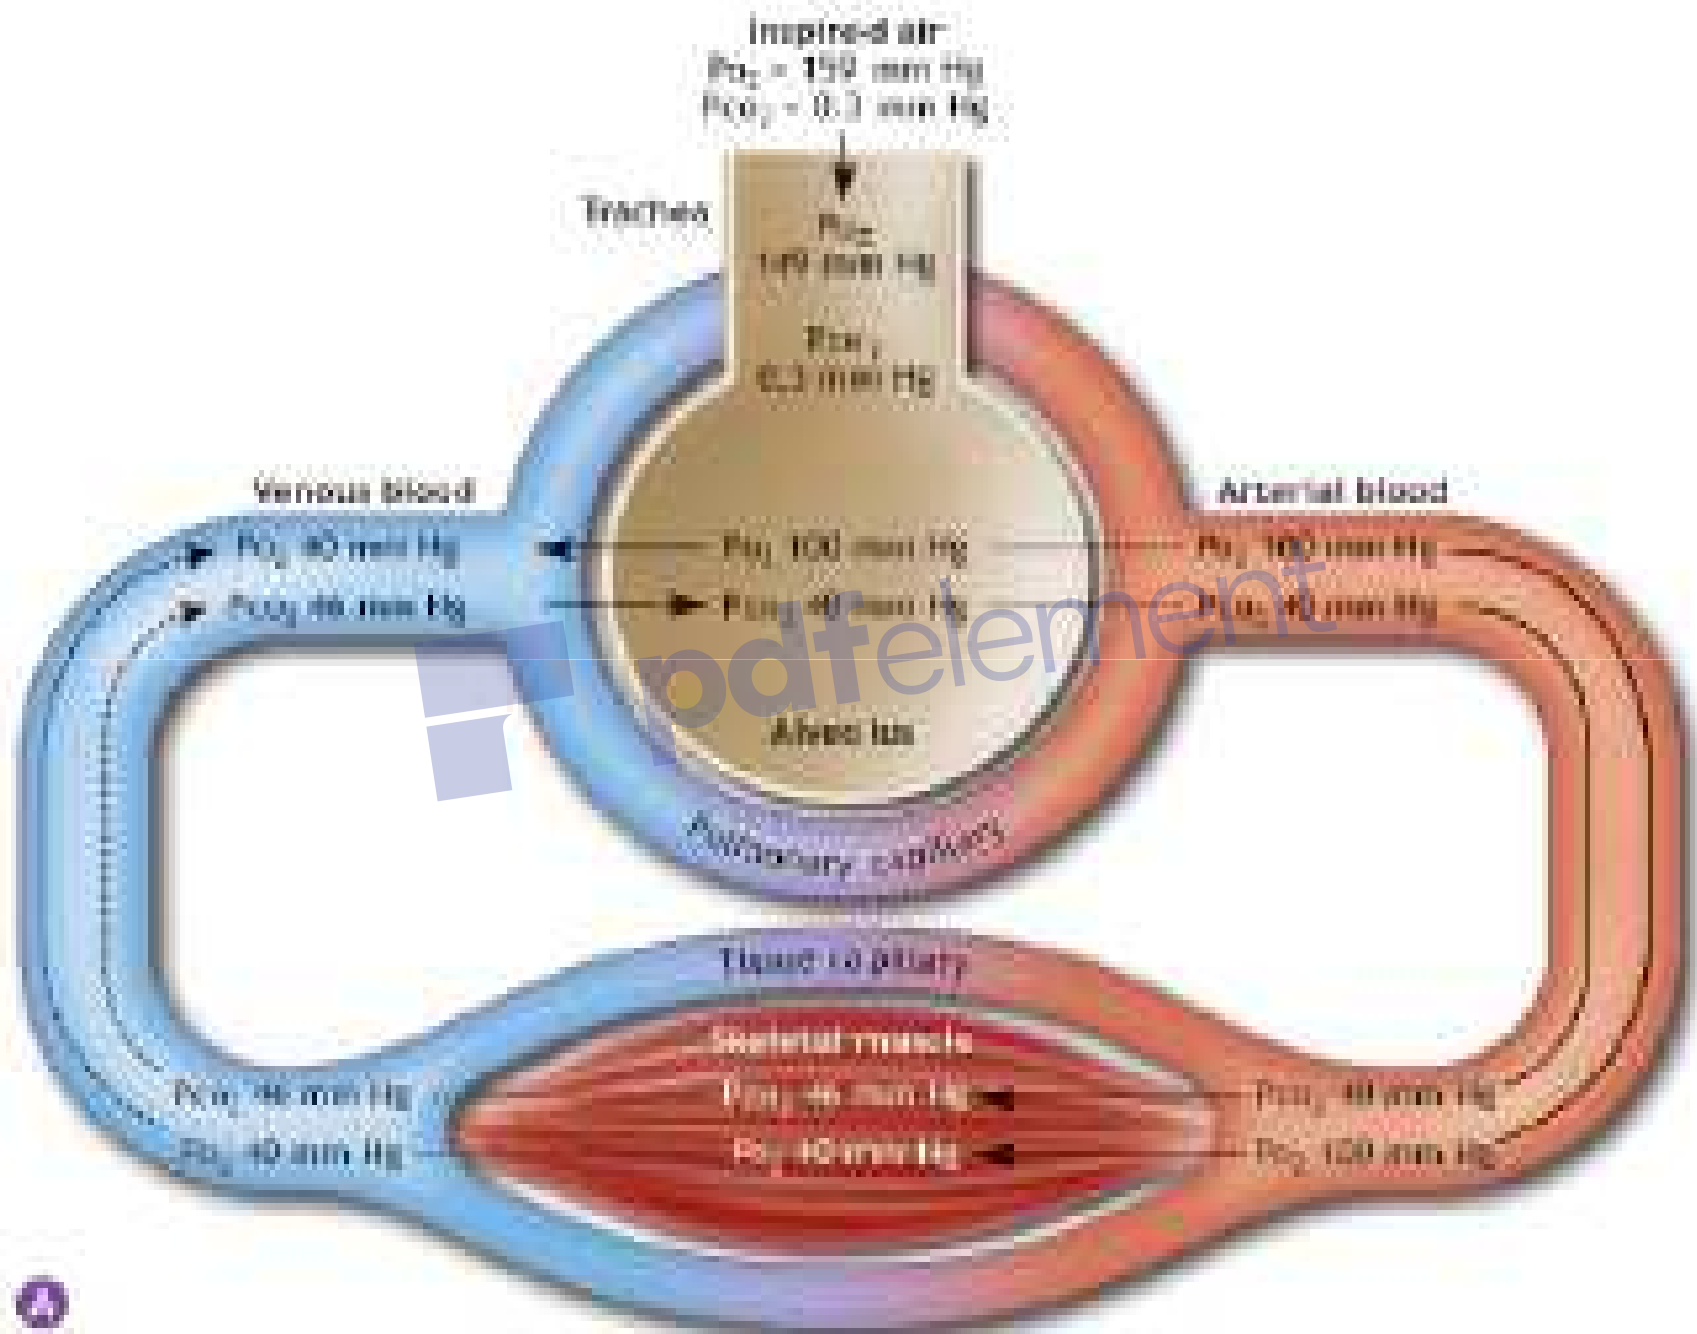 Inspired air
Po2 = 159 mm Hg
Pco2 = 0.3 mm Hg
Trachea
Po2
149 mm Hg
Pco2
0.3 mm Hg
Venous blood
Arterial blood
Po2 40 mm Hg
Po2 100 mm Hg
Po2 100 mm Hg
Pco2 46 mm Hg
Pco2 40 mm Hg
Pco2 40 mm Hg
pdfelement
Alveolus
Pulmonary capillary
Tissue capillary
Skeletal muscle
Pco2 46 mm Hg
Pco2 46 mm Hg
Pco2 40 mm Hg
Po2 40 mm Hg
Po2 40 mm Hg
Po2 100 mm Hg
A